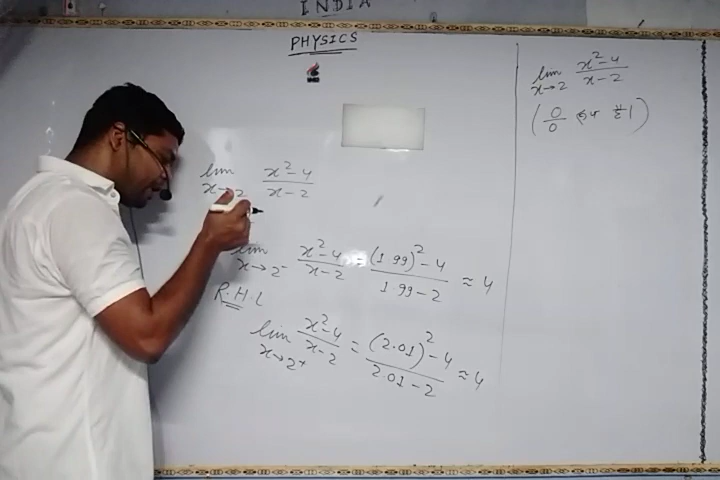 INDIA
PHYSICS
lim x→2 x²-4/x-2
lim x→2⁻ x²-4/x-2 = (1.99)²-4/1.99-2 ≈ 4
R.H.L
lim x→2⁺ x²-4/x-2 = (2.01)²-4/2.01-2 ≈ 4
lim x→2 x²-4/x-2
(0/0 रूप